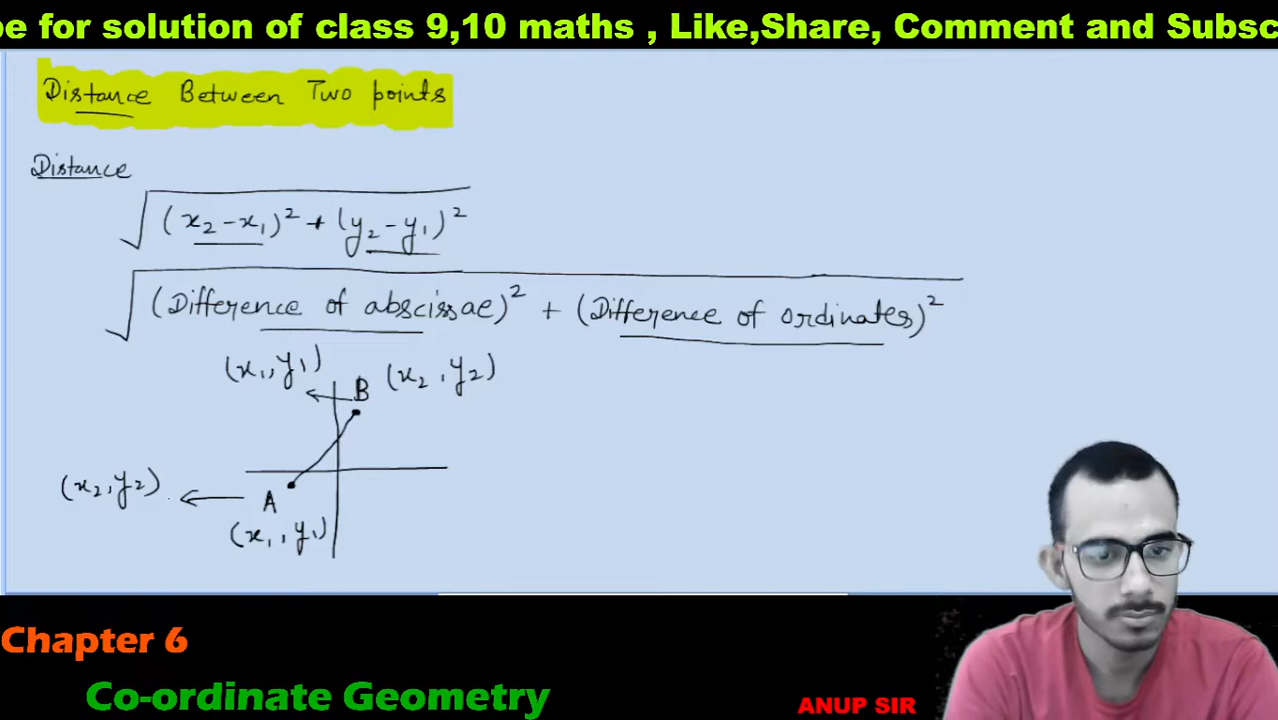 be for solution of class 9,10 maths , Like,Share, Comment and Subsc
Distance Between Two points
Distance
√(x₂-x₁)² + (y₂-y₁)²
√(Difference of abscissae)² + (Difference of ordinates)²
(x₁,y₁)
B (x₂,y₂)
(x₂,y₂)
A
(x₁,y₁)
Chapter 6
Co-ordinate Geometry
ANUP SIR